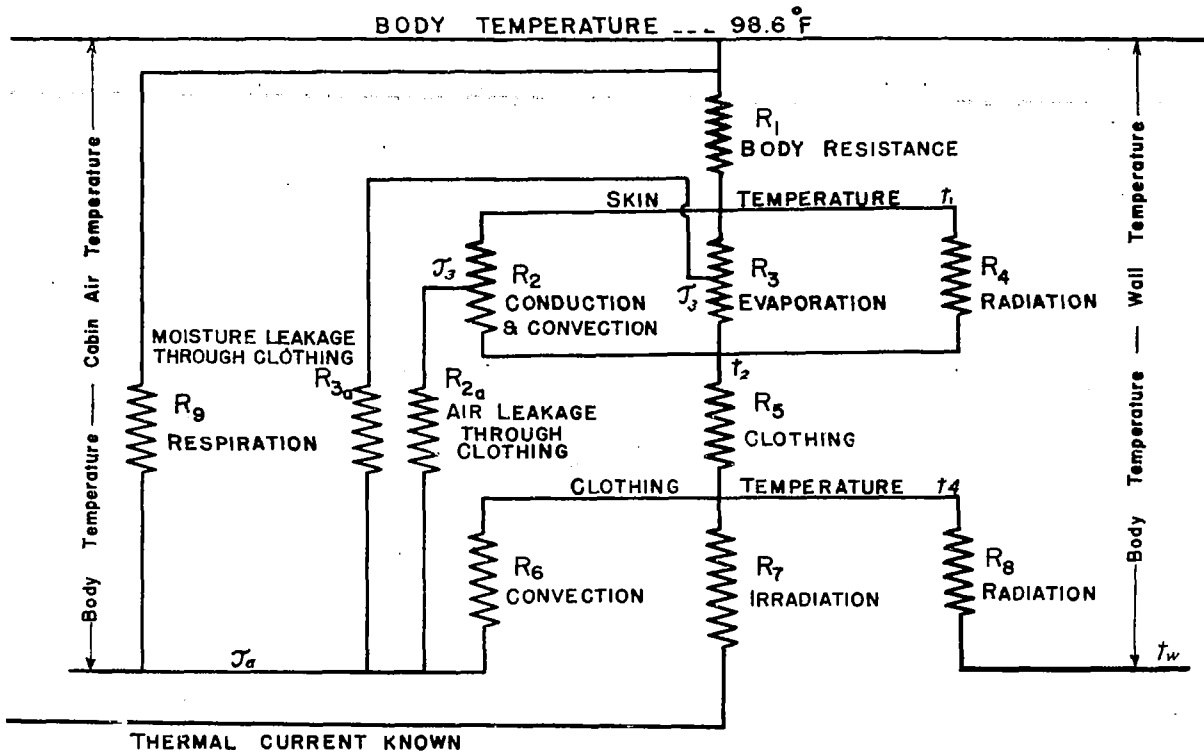 BODY TEMPERATURE --- 98.6°F
Body Temperature — Cabin Air Temperature
Body Temperature — Wall Temperature
R1
BODY RESISTANCE
SKIN TEMPERATURE t1
T3
R2
CONDUCTION
& CONVECTION
T3
R3
EVAPORATION
R4
RADIATION
MOISTURE LEAKAGE
THROUGH CLOTHING
R3a
R2a
AIR LEAKAGE
THROUGH
CLOTHING
R9
RESPIRATION
t2
R5
CLOTHING
CLOTHING TEMPERATURE t4
R6
CONVECTION
R7
IRRADIATION
R8
RADIATION
Ta
tw
THERMAL CURRENT KNOWN